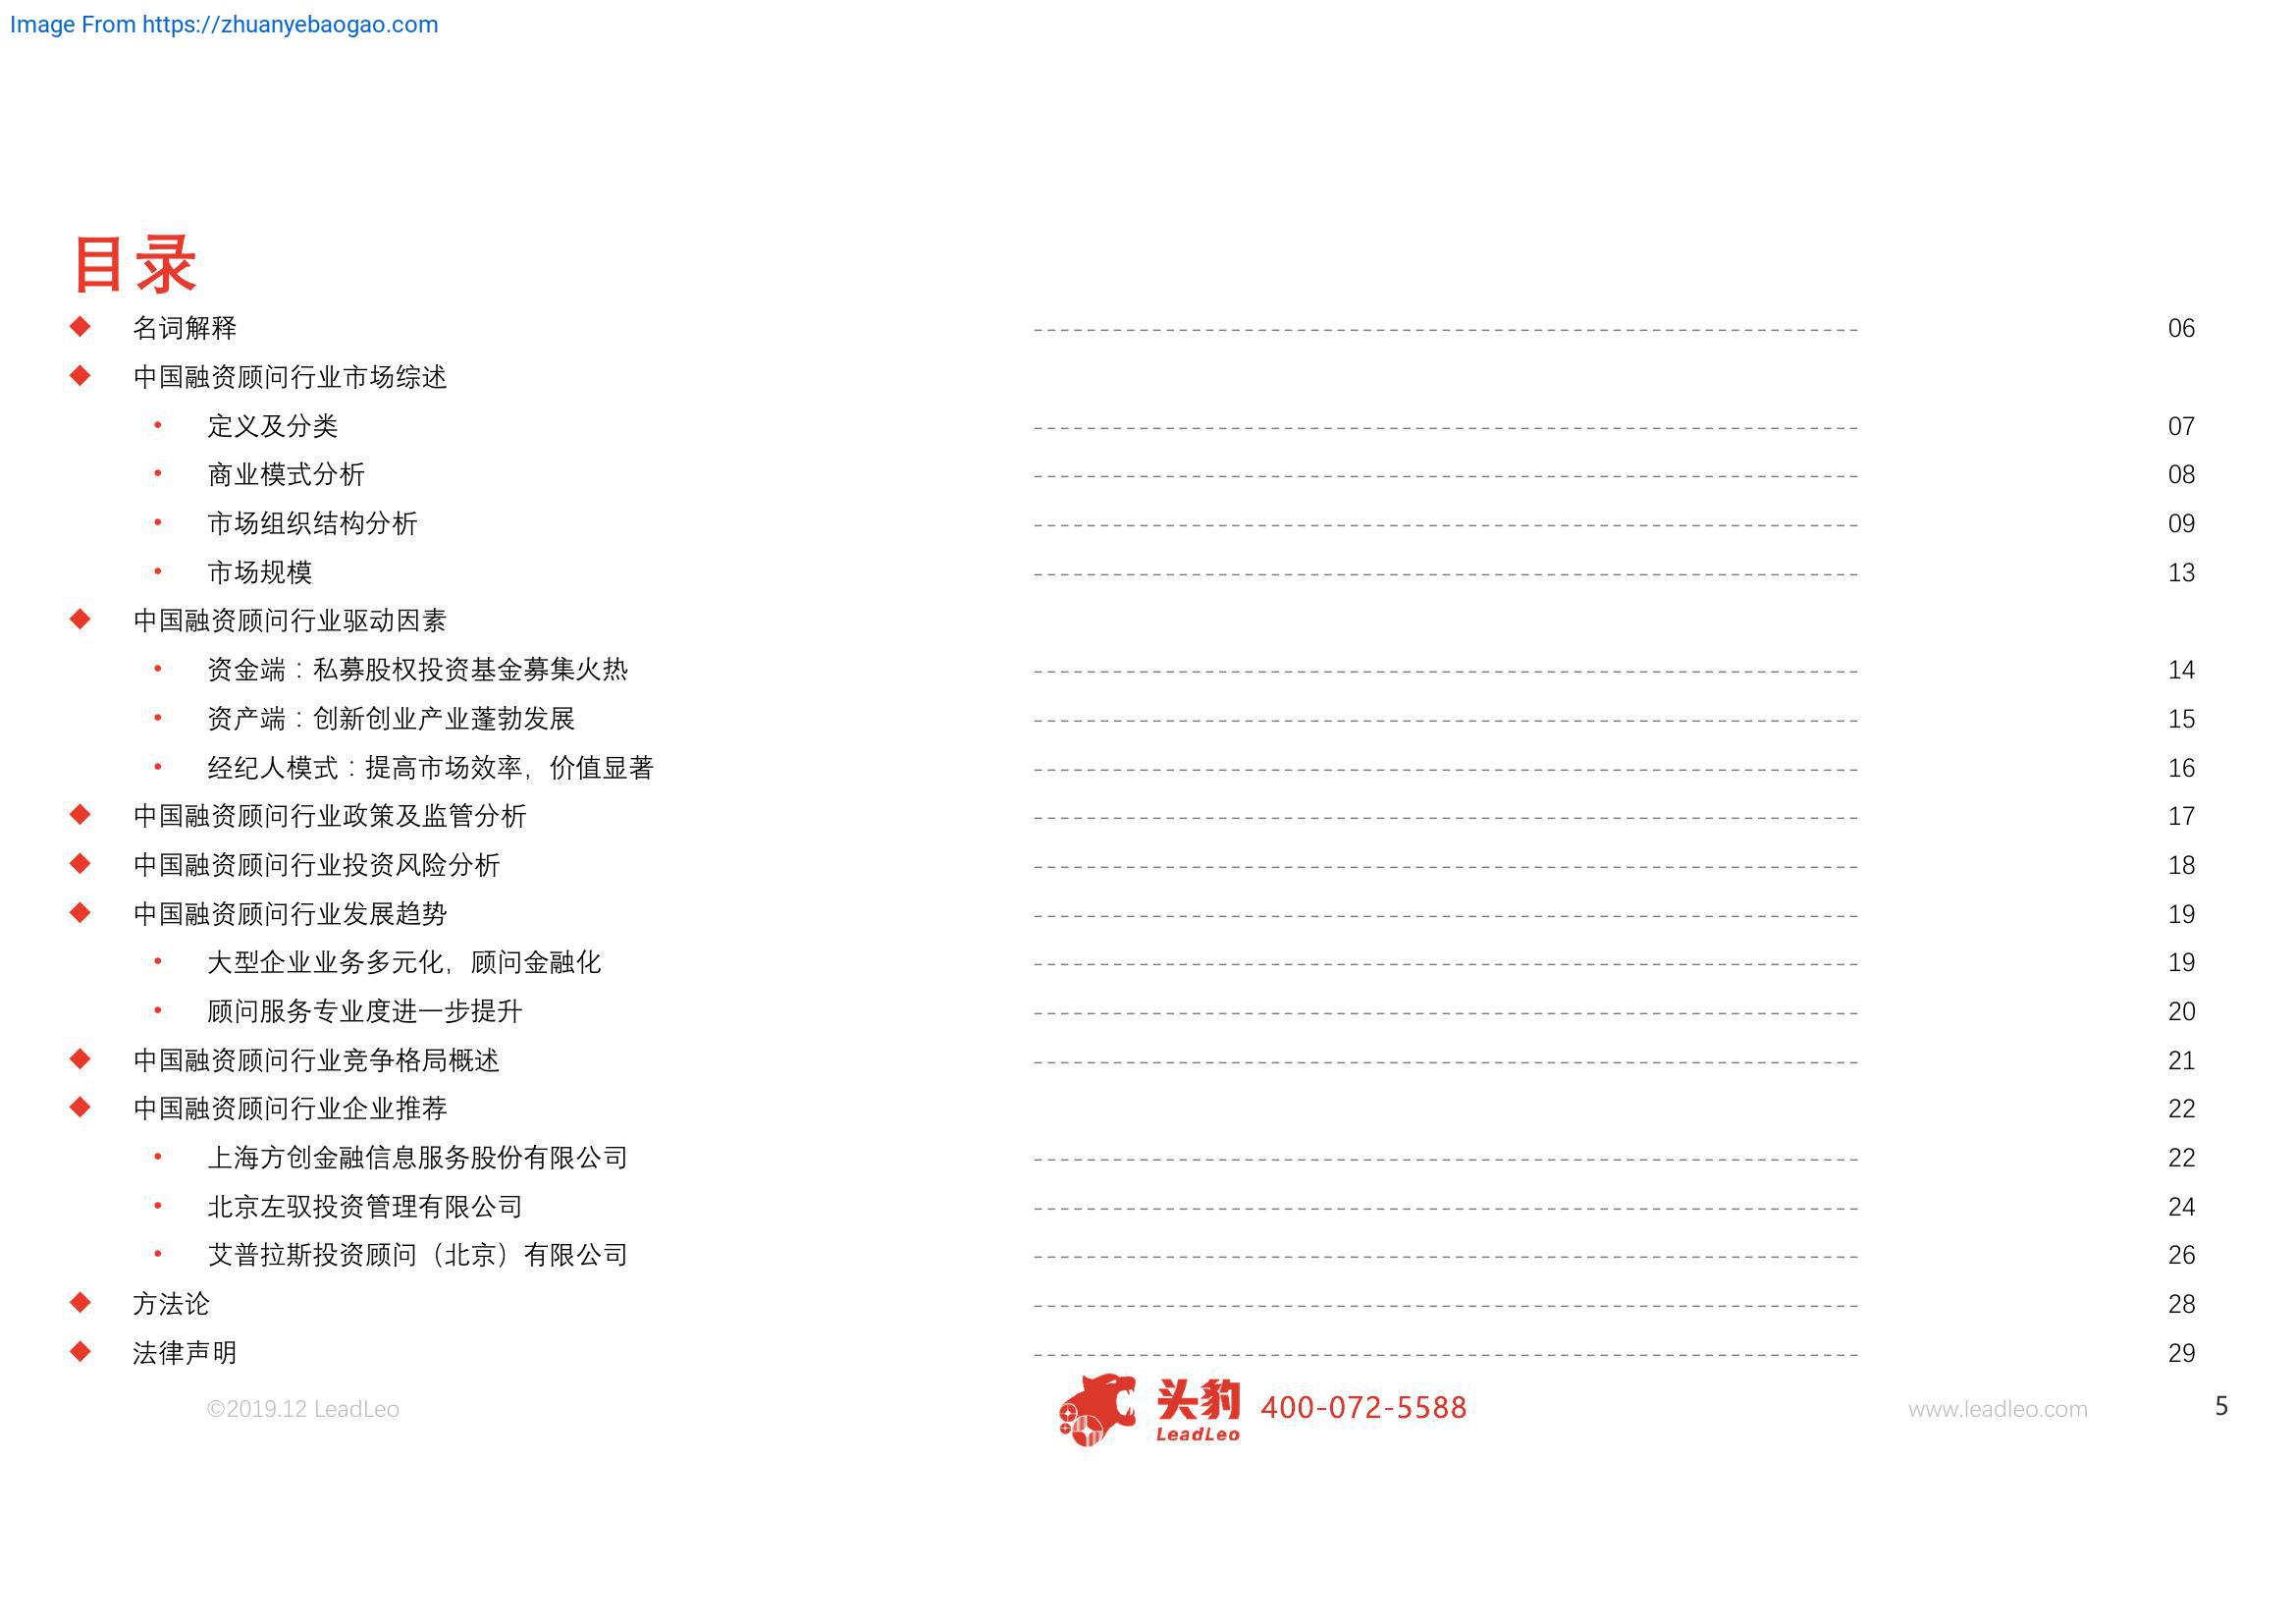 Image From https://zhuanyebaogao.com
目录
◆ 名词解释 ------------------------------------------------------------ 06
◆ 中国融资顾问行业市场综述
• 定义及分类 ------------------------------------------------------------ 07
• 商业模式分析 ------------------------------------------------------------ 08
• 市场组织结构分析 ------------------------------------------------------------ 09
• 市场规模 ------------------------------------------------------------ 13
◆ 中国融资顾问行业驱动因素
• 资金端：私募股权投资基金募集火热 ------------------------------------------------------------ 14
• 资产端：创新创业产业蓬勃发展 ------------------------------------------------------------ 15
• 经纪人模式：提高市场效率，价值显著 ------------------------------------------------------------ 16
◆ 中国融资顾问行业政策及监管分析 ------------------------------------------------------------ 17
◆ 中国融资顾问行业投资风险分析 ------------------------------------------------------------ 18
◆ 中国融资顾问行业发展趋势 ------------------------------------------------------------ 19
• 大型企业业务多元化，顾问金融化 ------------------------------------------------------------ 19
• 顾问服务专业度进一步提升 ------------------------------------------------------------ 20
◆ 中国融资顾问行业竞争格局概述 ------------------------------------------------------------ 21
◆ 中国融资顾问行业企业推荐 22
• 上海方创金融信息服务股份有限公司 ------------------------------------------------------------ 22
• 北京左驭投资管理有限公司 ------------------------------------------------------------ 24
• 艾普拉斯投资顾问（北京）有限公司 ------------------------------------------------------------ 26
◆ 方法论 ------------------------------------------------------------ 28
◆ 法律声明 ------------------------------------------------------------ 29
©2019.12 LeadLeo
头豹
LeadLeo
400-072-5588
www.leadleo.com
5